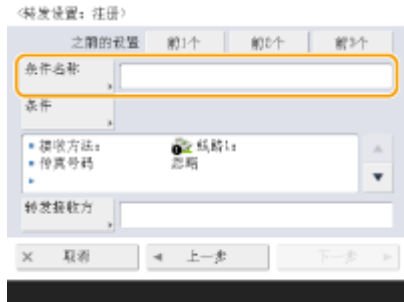 <转发设置：注册>
之前的设置 前1个 前2个 前3个
条件名称
条件
接收方法： 线路1：
传真号码 忽略
转发接收方
× 取消 ◄ 上一步 下一步 ►